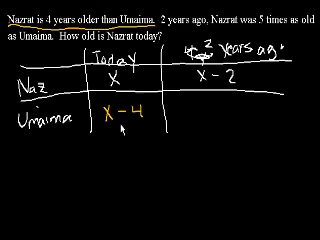 Nazrat is 4 years older than Umaima. 2 years ago, Nazrat was 5 times as old
as Umaima. How old is Nazrat today?
Today 2 years ago
Naz x x - 2
Umaima x - 4